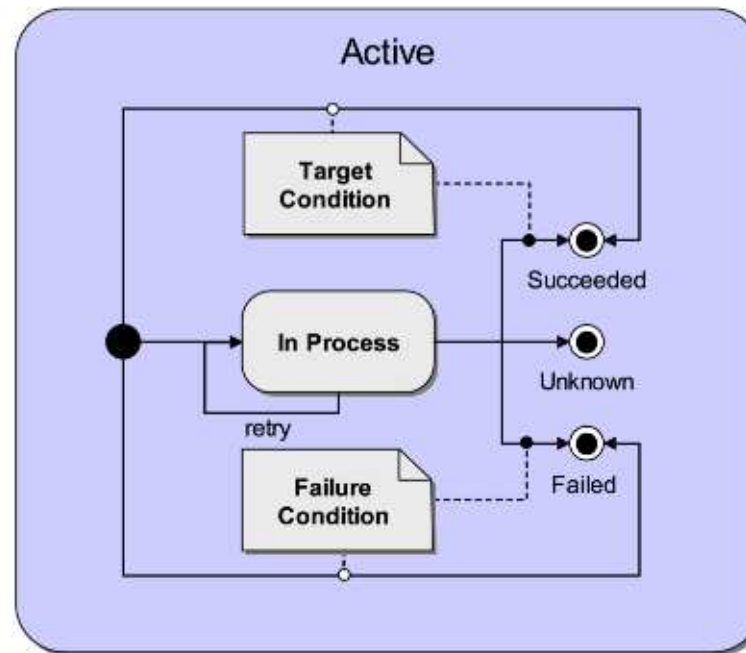 Active
Target
Condition
Succeeded
In Process
Unknown
retry
Failure
Condition
Failed